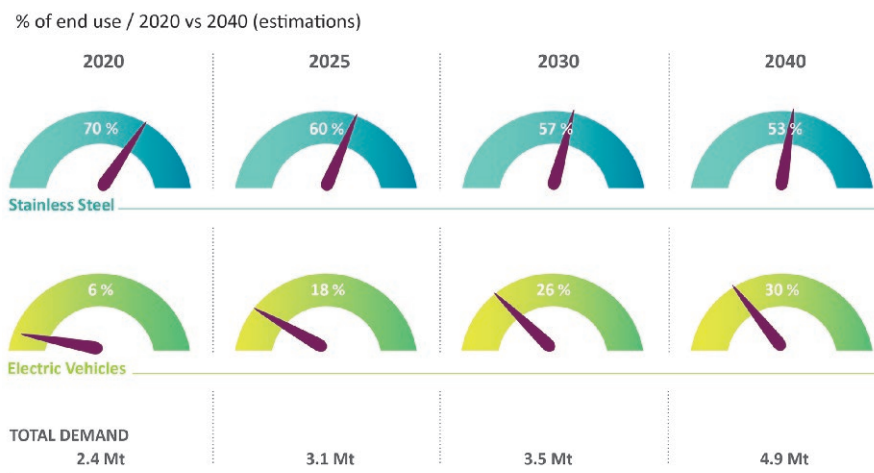 % of end use / 2020 vs 2040 (estimations)
2020 2025 2030 2040
70 % 60 % 57 % 53 %
Stainless Steel
6 % 18 % 26 % 30 %
Electric Vehicles
TOTAL DEMAND
2.4 Mt 3.1 Mt 3.5 Mt 4.9 Mt